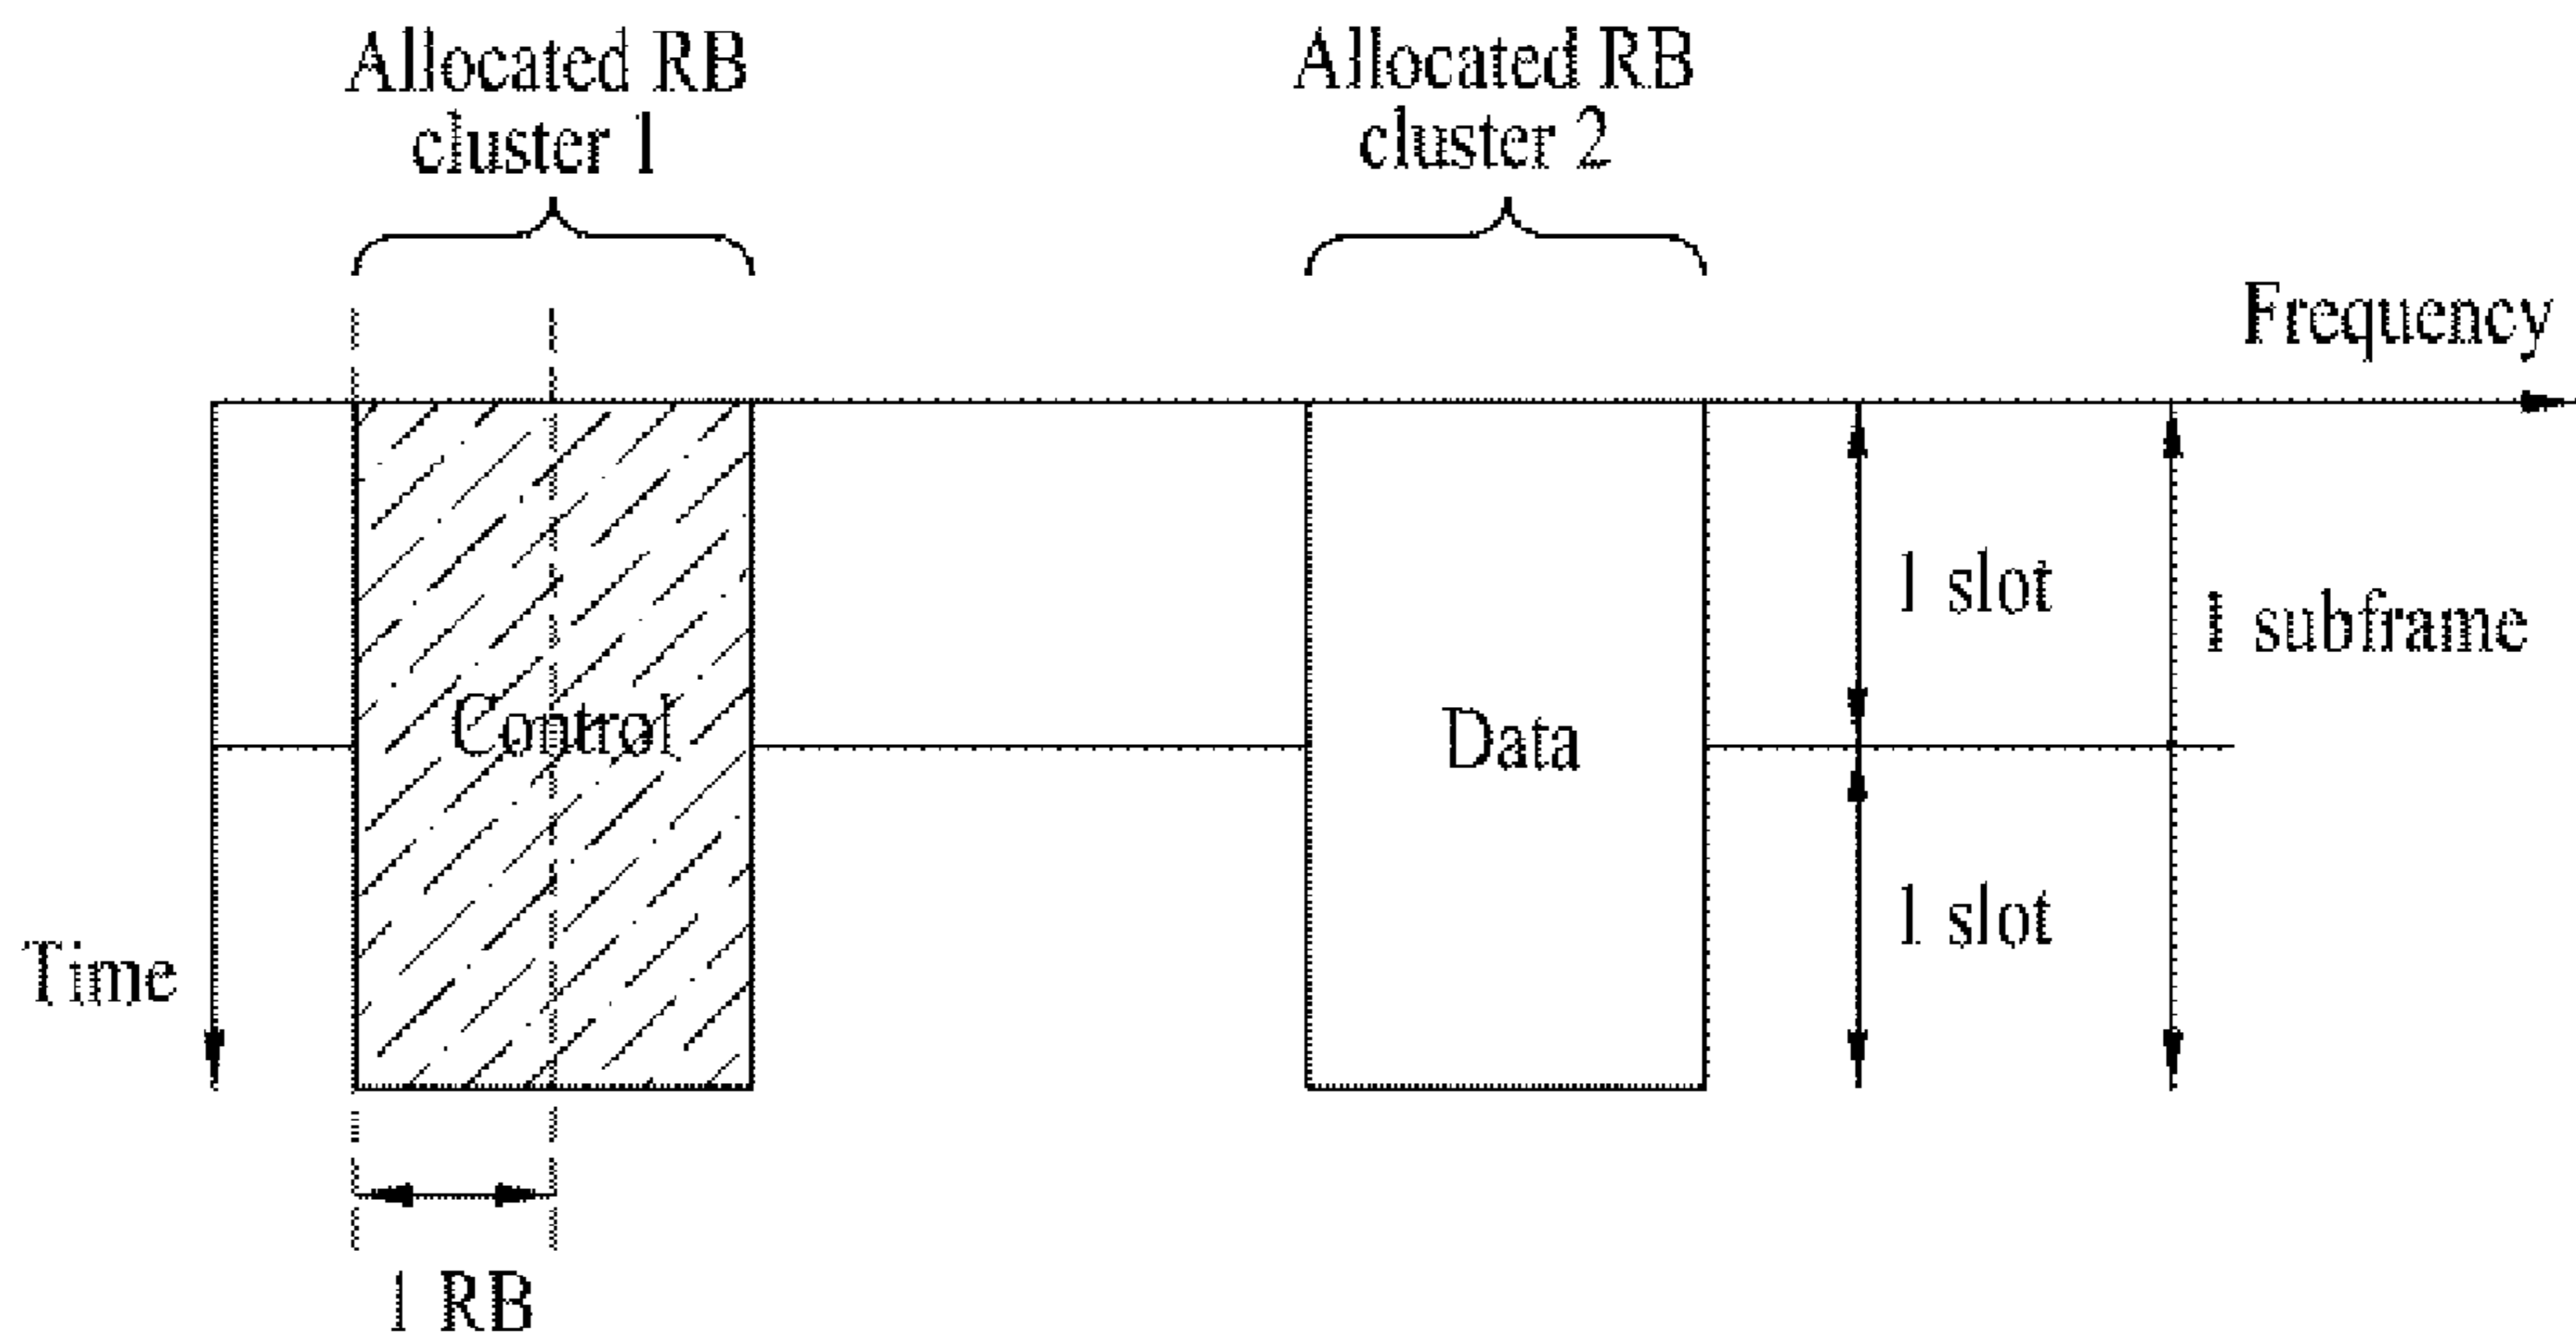 Allocated RB
cluster 1
Allocated RB
cluster 2
Frequency
1 slot
1 subframe
Control
Data
1 slot
Time
1 RB